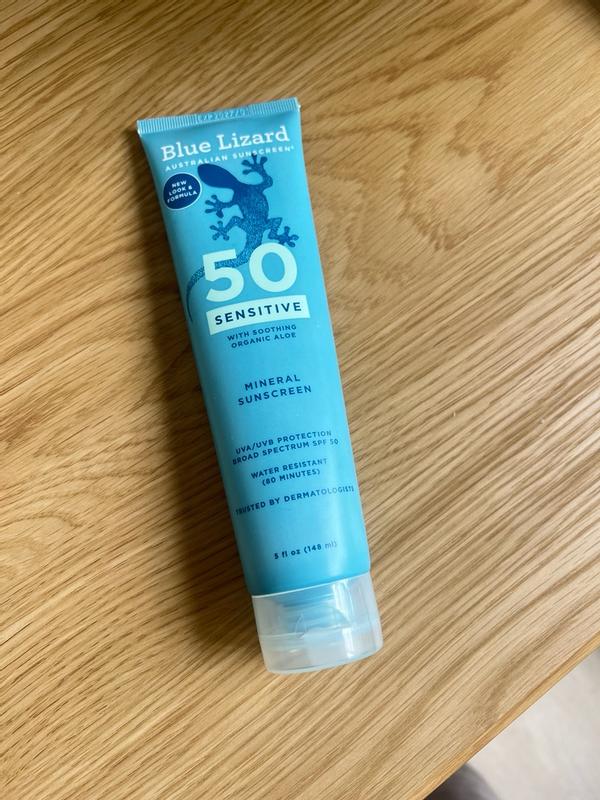 Blue Lizard
AUSTRALIAN SUNSCREEN®
NEW
LOOK &
FORMULA
50
SENSITIVE
WITH SOOTHING
ORGANIC ALOE
MINERAL
SUNSCREEN
UVA/UVB PROTECTION
BROAD SPECTRUM SPF 50
WATER RESISTANT
(80 MINUTES)
TRUSTED BY DERMATOLOGISTS
5 fl oz (148 ml)